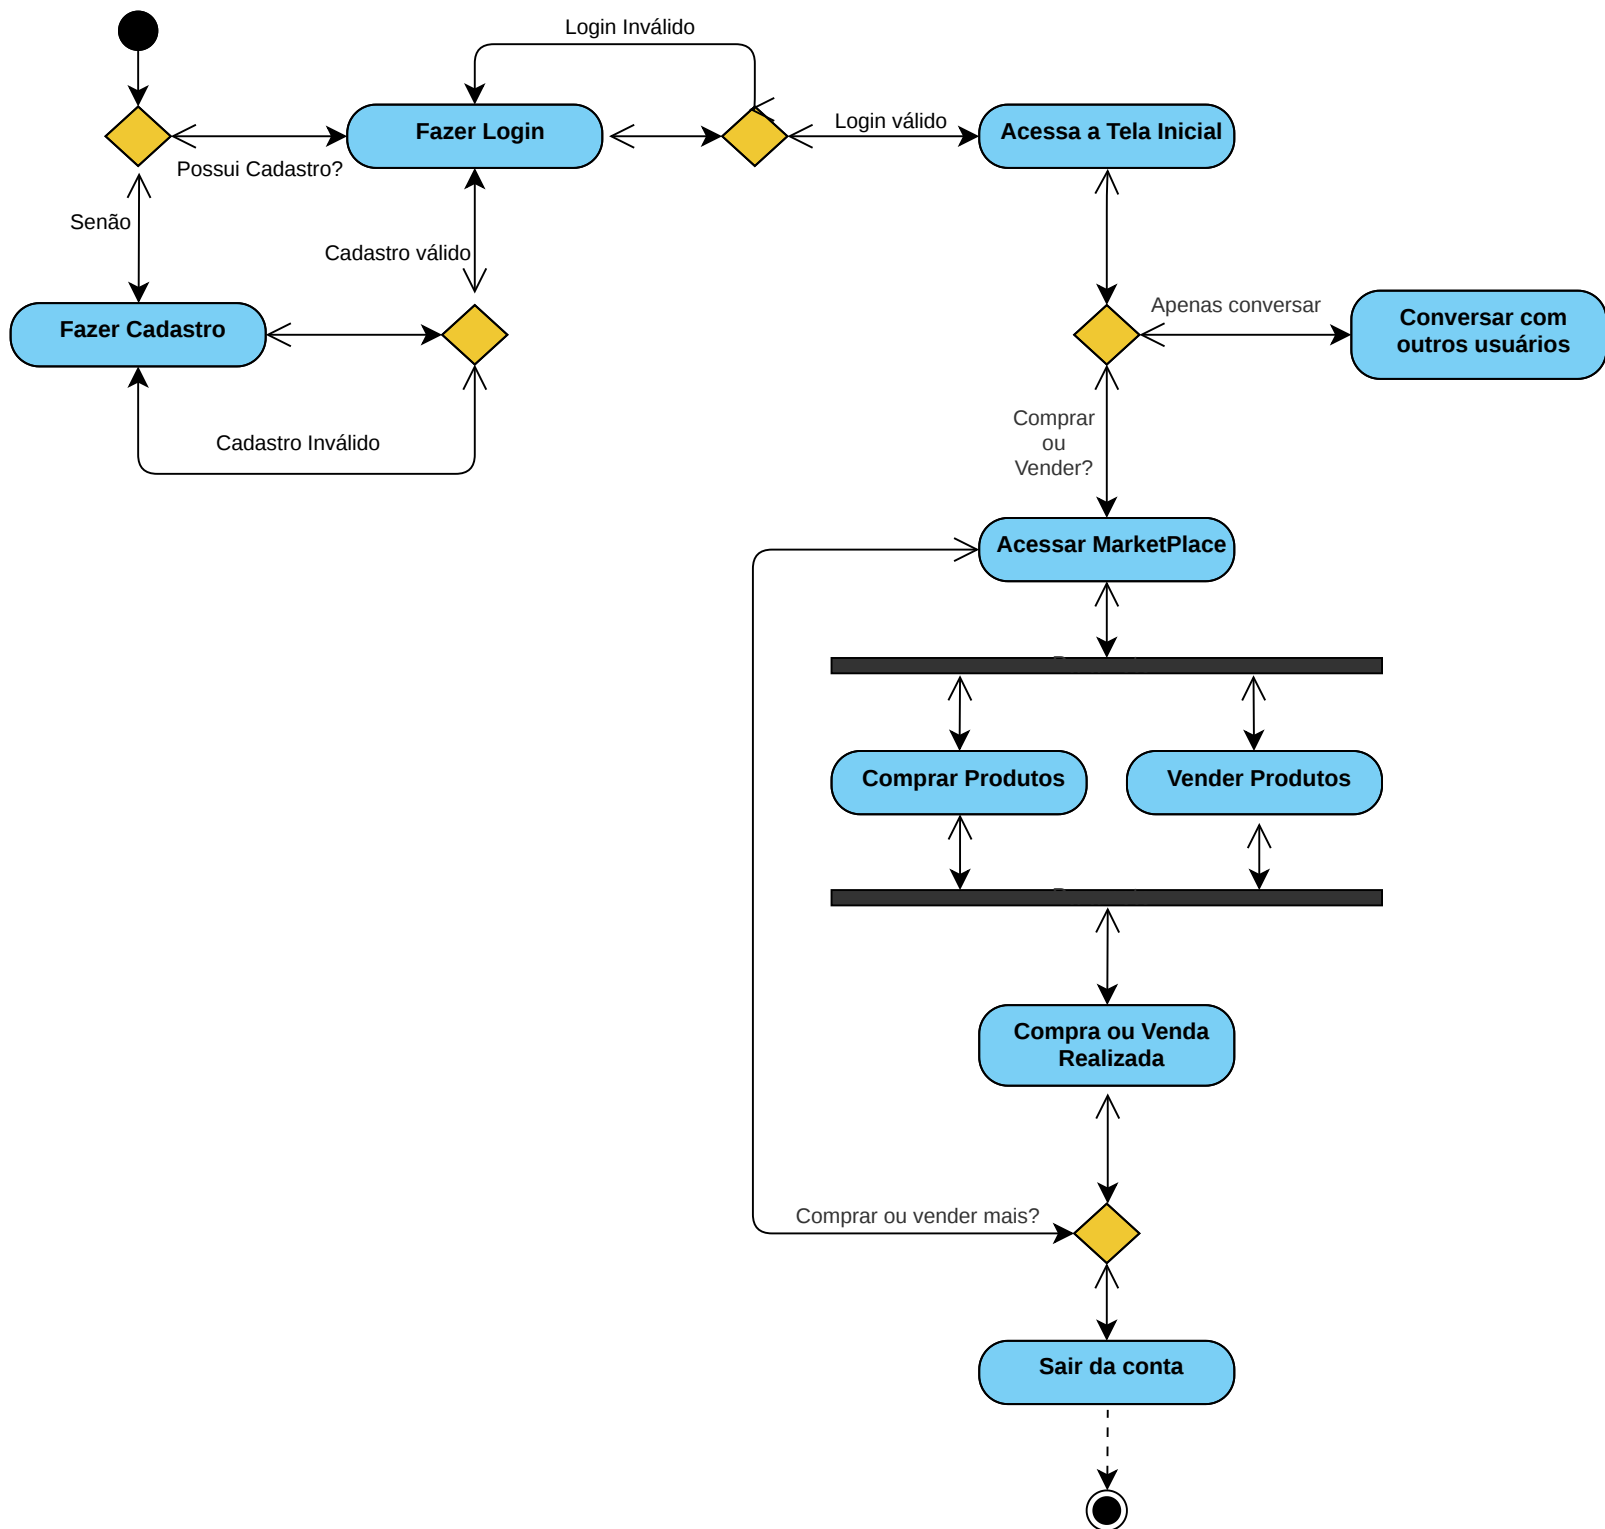 Login Inválido
Fazer Login
Login válido
Acessa a Tela Inicial
Possui Cadastro?
Senão
Cadastro válido
Fazer Cadastro
Apenas conversar
Conversar com
outros usuários
Cadastro Inválido
Comprar
ou
Vender?
Acessar MarketPlace
Comprar Produtos
Vender Produtos
Compra ou Venda
Realizada
Comprar ou vender mais?
Sair da conta